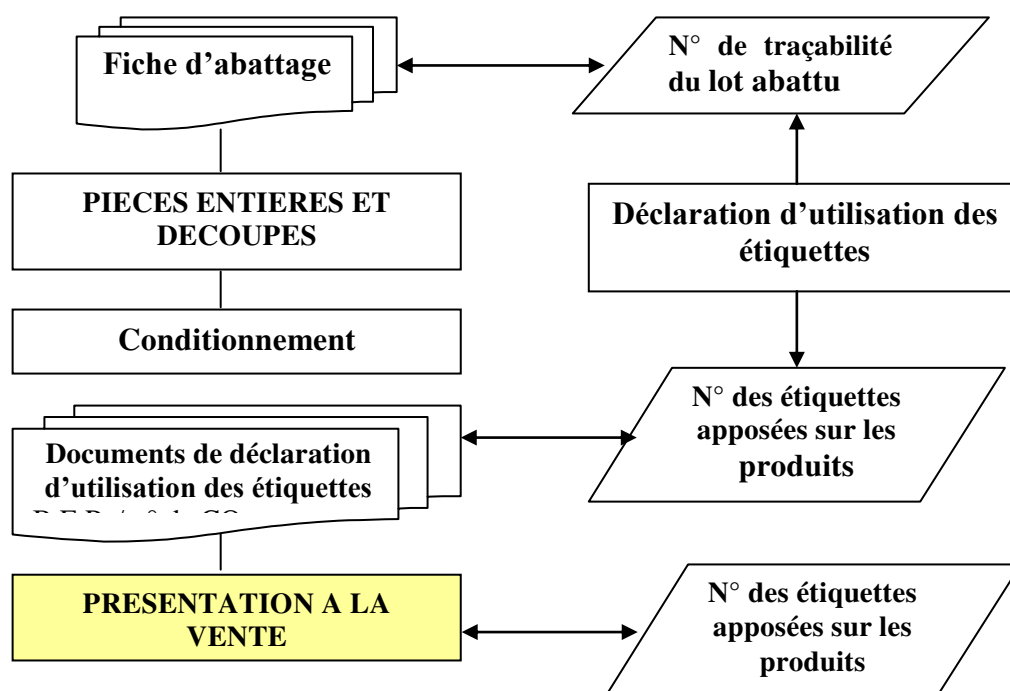 Fiche d'abattage
N° de traçabilité
du lot abattu
PIECES ENTIERES ET
DECOUPES
Déclaration d'utilisation des
étiquettes
Conditionnement
N° des étiquettes
apposées sur les
produits
Documents de déclaration
d'utilisation des étiquettes
PRESENTATION A LA
VENTE
N° des étiquettes
apposées sur les
produits